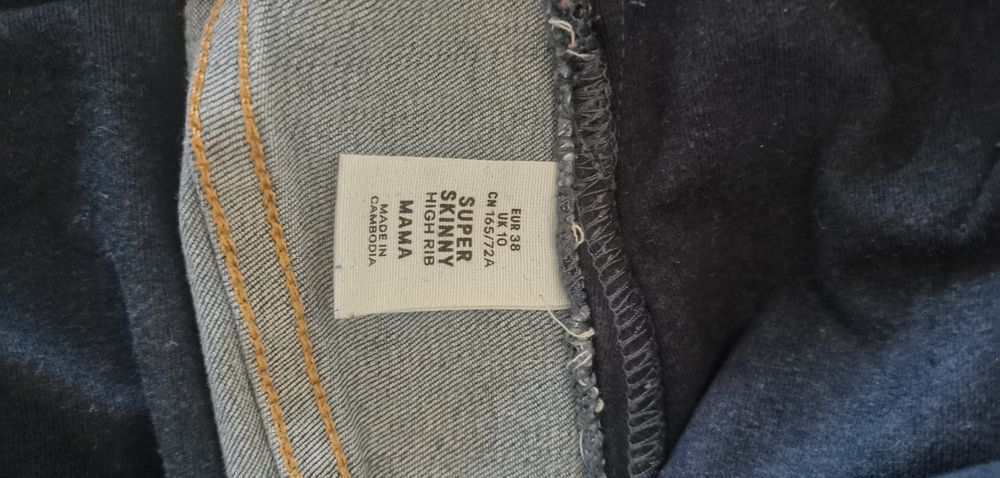 EUR 38
UK 10
CN 165/72A
SUPER
SKINNY
HIGH RIB
MAMA
MADE IN
CAMBODIA